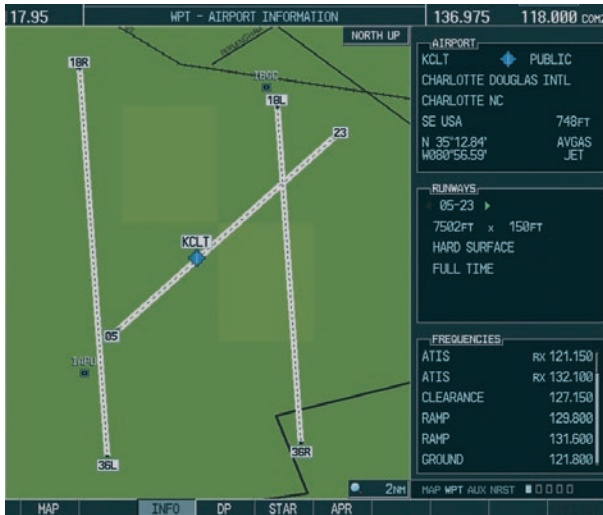 17.95 WPT - AIRPORT INFORMATION 136.975 118.000 COM2
NORTH UP
18R
18L
23
KCLT
05
36L
36R
2NM
AIRPORT
KCLT PUBLIC
CHARLOTTE DOUGLAS INTL
CHARLOTTE NC
SE USA 748FT
N 35°12.84' AVGAS
W080°56.59' JET
RUNWAYS
05-23
7502FT x 150FT
HARD SURFACE
FULL TIME
FREQUENCIES
ATIS RX 121.150
ATIS RX 132.100
CLEARANCE 127.150
RAMP 129.800
RAMP 131.600
GROUND 121.800
MAP WPT AUX NRST
MAP INFO DP STAR APR